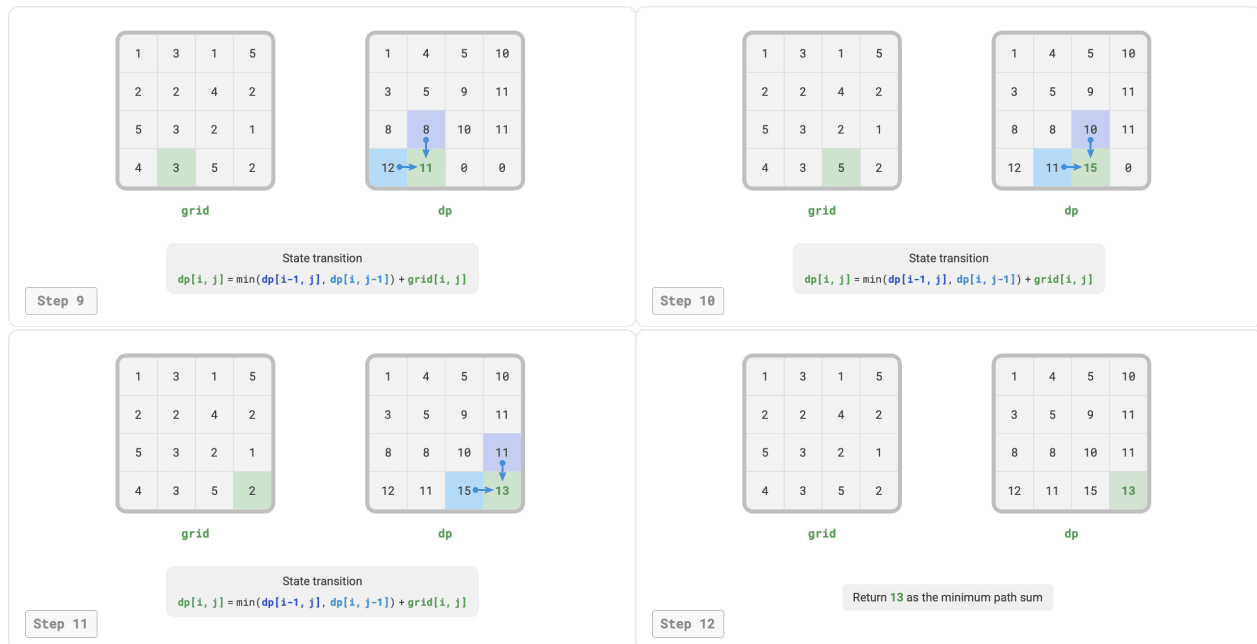 1 3 1 5
2 2 4 2
5 3 2 1
4 3 5 2
grid
1 4 5 10
3 5 9 11
8 8 10 11
12 11 0 0
dp
State transition
dp[i, j] = min(dp[i-1, j], dp[i, j-1]) + grid[i, j]
Step 9
1 3 1 5
2 2 4 2
5 3 2 1
4 3 5 2
grid
1 4 5 10
3 5 9 11
8 8 10 11
12 11 15 0
dp
State transition
dp[i, j] = min(dp[i-1, j], dp[i, j-1]) + grid[i, j]
Step 10
1 3 1 5
2 2 4 2
5 3 2 1
4 3 5 2
grid
1 4 5 10
3 5 9 11
8 8 10 11
12 11 15 13
dp
State transition
dp[i, j] = min(dp[i-1, j], dp[i, j-1]) + grid[i, j]
Step 11
1 3 1 5
2 2 4 2
5 3 2 1
4 3 5 2
grid
1 4 5 10
3 5 9 11
8 8 10 11
12 11 15 13
dp
Return 13 as the minimum path sum
Step 12